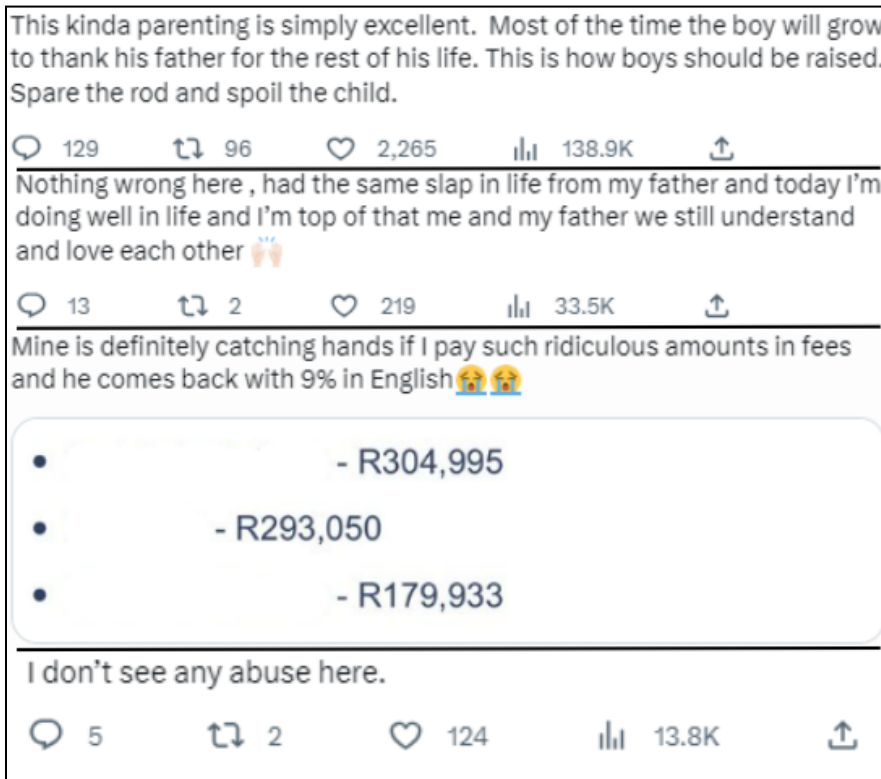 This kinda parenting is simply excellent. Most of the time the boy will grow
to thank his father for the rest of his life. This is how boys should be raised.
Spare the rod and spoil the child.
129 96 2,265 138.9K
Nothing wrong here , had the same slap in life from my father and today I'm
doing well in life and I'm top of that me and my father we still understand
and love each other 🙌🏻
13 2 219 33.5K
Mine is definitely catching hands if I pay such ridiculous amounts in fees
and he comes back with 9% in English😭😭
• - R304,995
• - R293,050
• - R179,933
I don't see any abuse here.
5 2 124 13.8K